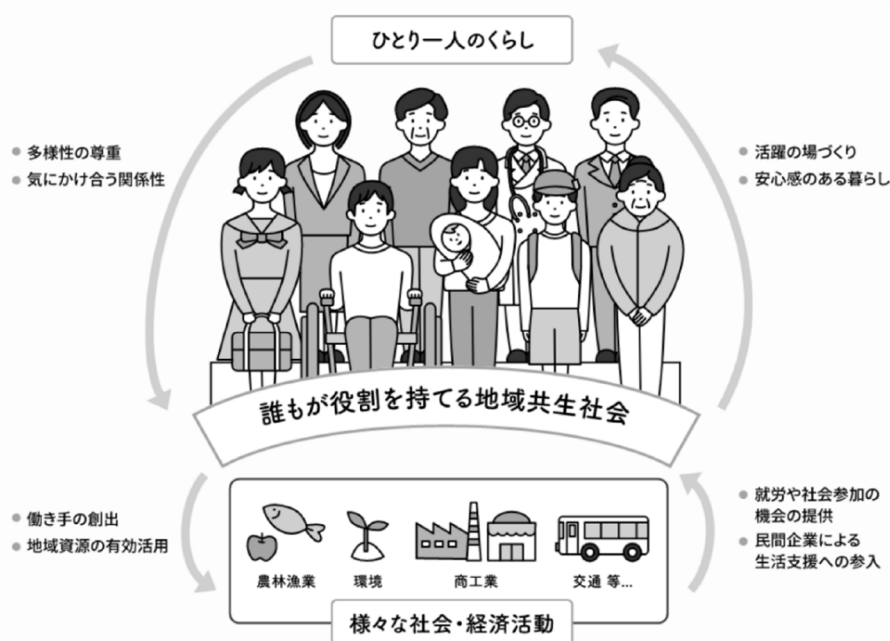 ひとり一人のくらし
● 多様性の尊重
● 気にかけ合う関係性
● 活躍の場づくり
● 安心感のある暮らし
誰もが役割を持てる地域共生社会
● 働き手の創出
● 地域資源の有効活用
農林漁業
環境
商工業
交通 等...
● 就労や社会参加の
機会の提供
● 民間企業による
生活支援への参入
様々な社会・経済活動